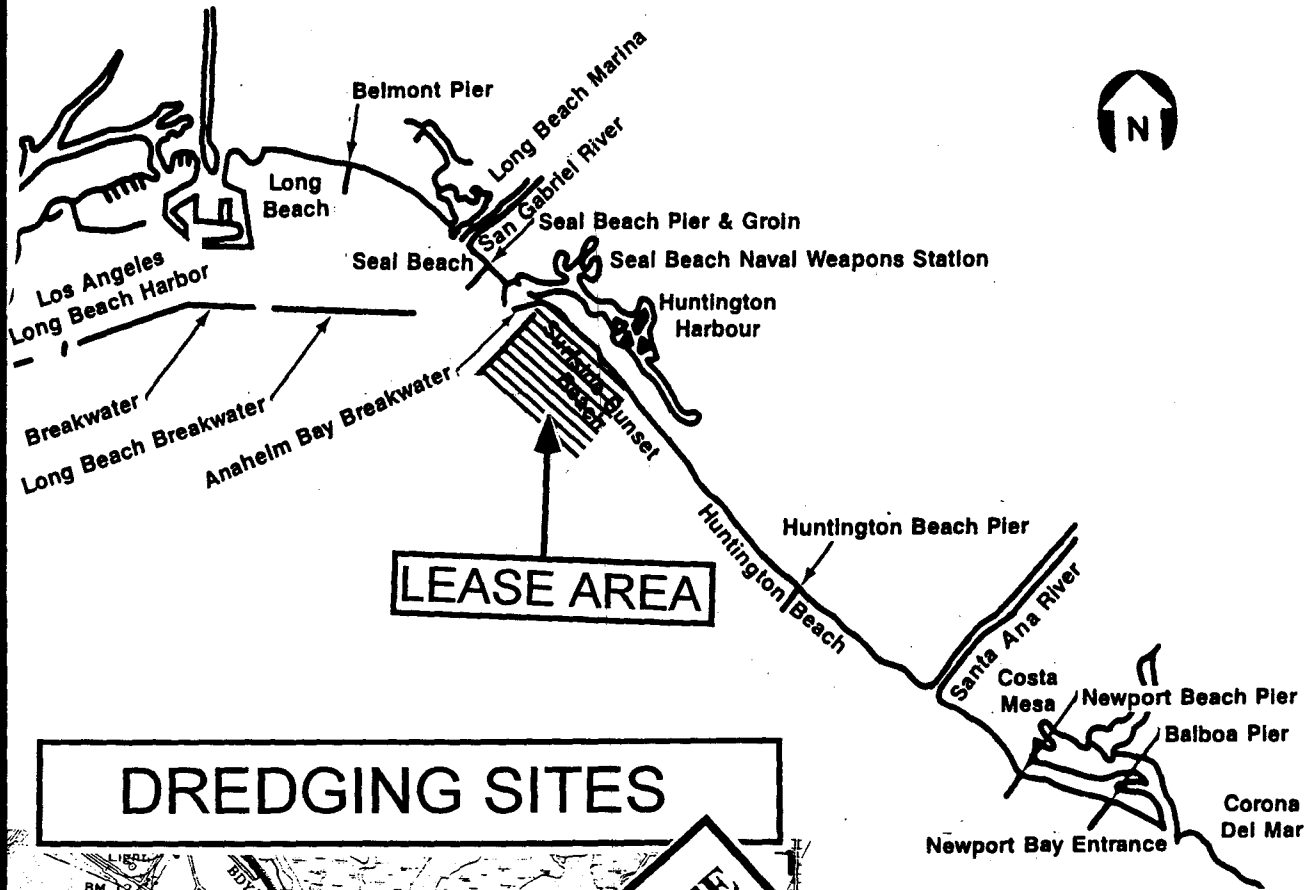 Belmont Pier
Long Beach Marina
San Gabriel River
N
Long
Beach
Seal Beach Pier & Groin
Seal Beach
Seal Beach Naval Weapons Station
Los Angeles
Long Beach Harbor
Huntington
Harbour
Surfside Sunset
Beach
Breakwater
Long Beach Breakwater
Anaheim Bay Breakwater
LEASE AREA
Huntington Beach Pier
Huntington
Beach
Santa Ana River
Costa
Mesa
Newport Beach Pier
Balboa Pier
DREDGING SITES
Corona
Del Mar
Newport Bay Entrance
Light
BM
BDY